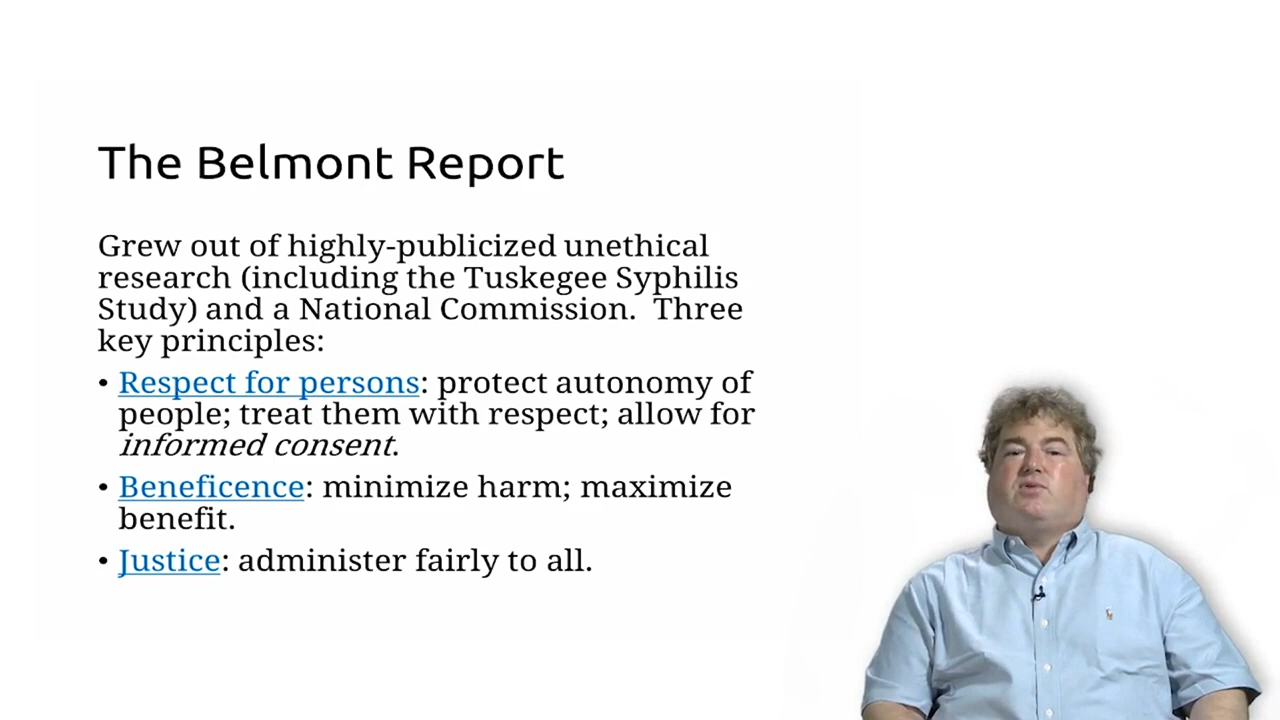 The Belmont Report
Grew out of highly-publicized unethical
research (including the Tuskegee Syphilis
Study) and a National Commission.  Three
key principles:
• Respect for persons: protect autonomy of
people; treat them with respect; allow for
informed consent.
• Beneficence: minimize harm; maximize
benefit.
• Justice: administer fairly to all.